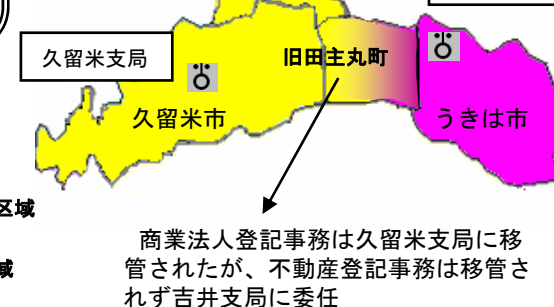 久留米支局
旧田主丸町
久留米市
うきは市
区域
域
商業法人登記事務は久留米支局に移
管されたが、不動産登記事務は移管さ
れず吉井支局に委任